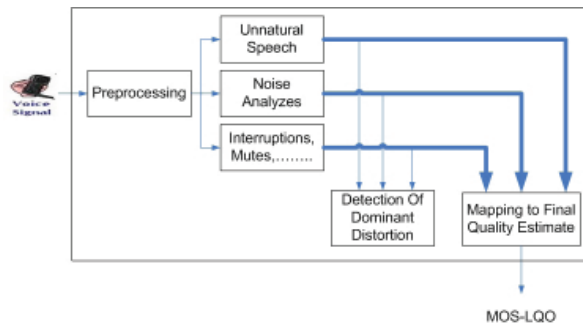 Unnatural
Speech
Voice
Signal
Preprocessing
Noise
Analyzes
Interruptions,
Mutes,........
Detection Of
Dominant
Distortion
Mapping to Final
Quality Estimate
MOS-LQO